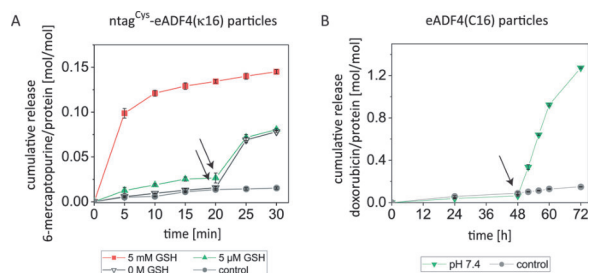 A
ntagCys-eADF4(κ16) particles
cumulative release
6-mercaptopurine/protein [mol/mol]
0.15
0.10
0.05
0.00
0
5
10
15
20
25
30
time [min]
5 mM GSH
5 µM GSH
0 M GSH
control
B
eADF4(C16) particles
cumulative release
doxorubicin/protein [mol/mol]
1.2
0.8
0.4
0.0
0
12
24
36
48
60
72
time [h]
pH 7.4
control